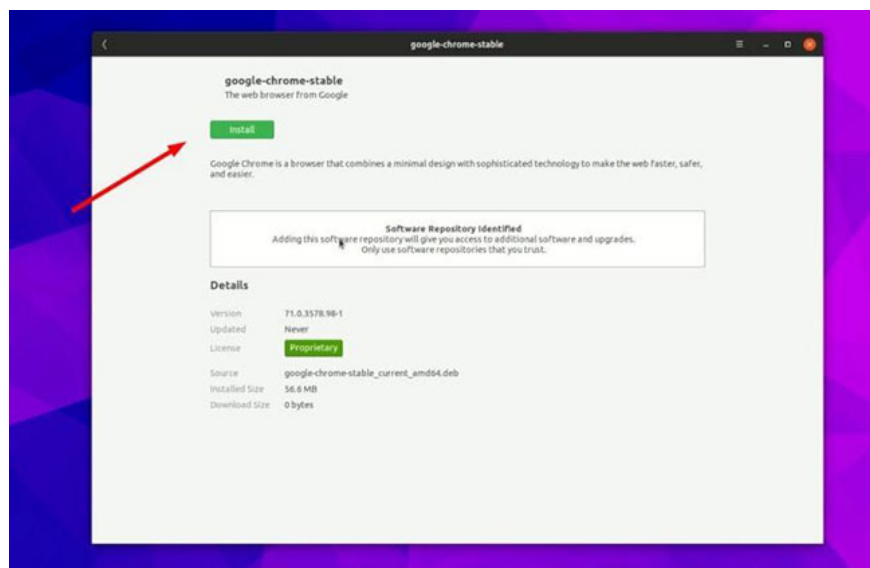 google-chrome-stable
google-chrome-stable
The web browser from Google
Install
Google Chrome is a browser that combines a minimal design with sophisticated technology to make the web faster, safer,
and easier.
Software Repository Identified
Adding this software repository will give you access to additional software and upgrades.
Only use software repositories that you trust.
Details
Version 71.0.3578.98-1
Updated Never
License Proprietary
Source google-chrome-stable_current_amd64.deb
Installed Size 56.6 MB
Download Size 0 bytes